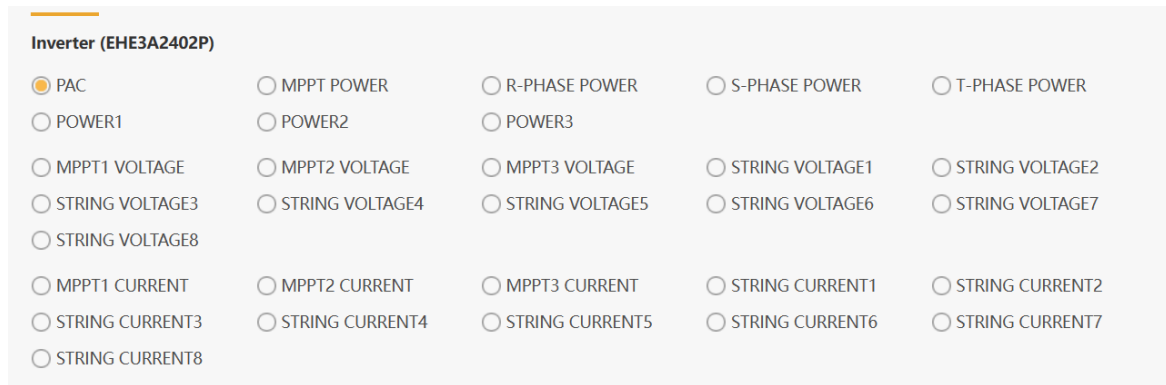 Inverter (EHE3A2402P)
PAC MPPT POWER R-PHASE POWER S-PHASE POWER T-PHASE POWER
POWER1 POWER2 POWER3
MPPT1 VOLTAGE MPPT2 VOLTAGE MPPT3 VOLTAGE STRING VOLTAGE1 STRING VOLTAGE2
STRING VOLTAGE3 STRING VOLTAGE4 STRING VOLTAGE5 STRING VOLTAGE6 STRING VOLTAGE7
STRING VOLTAGE8
MPPT1 CURRENT MPPT2 CURRENT MPPT3 CURRENT STRING CURRENT1 STRING CURRENT2
STRING CURRENT3 STRING CURRENT4 STRING CURRENT5 STRING CURRENT6 STRING CURRENT7
STRING CURRENT8